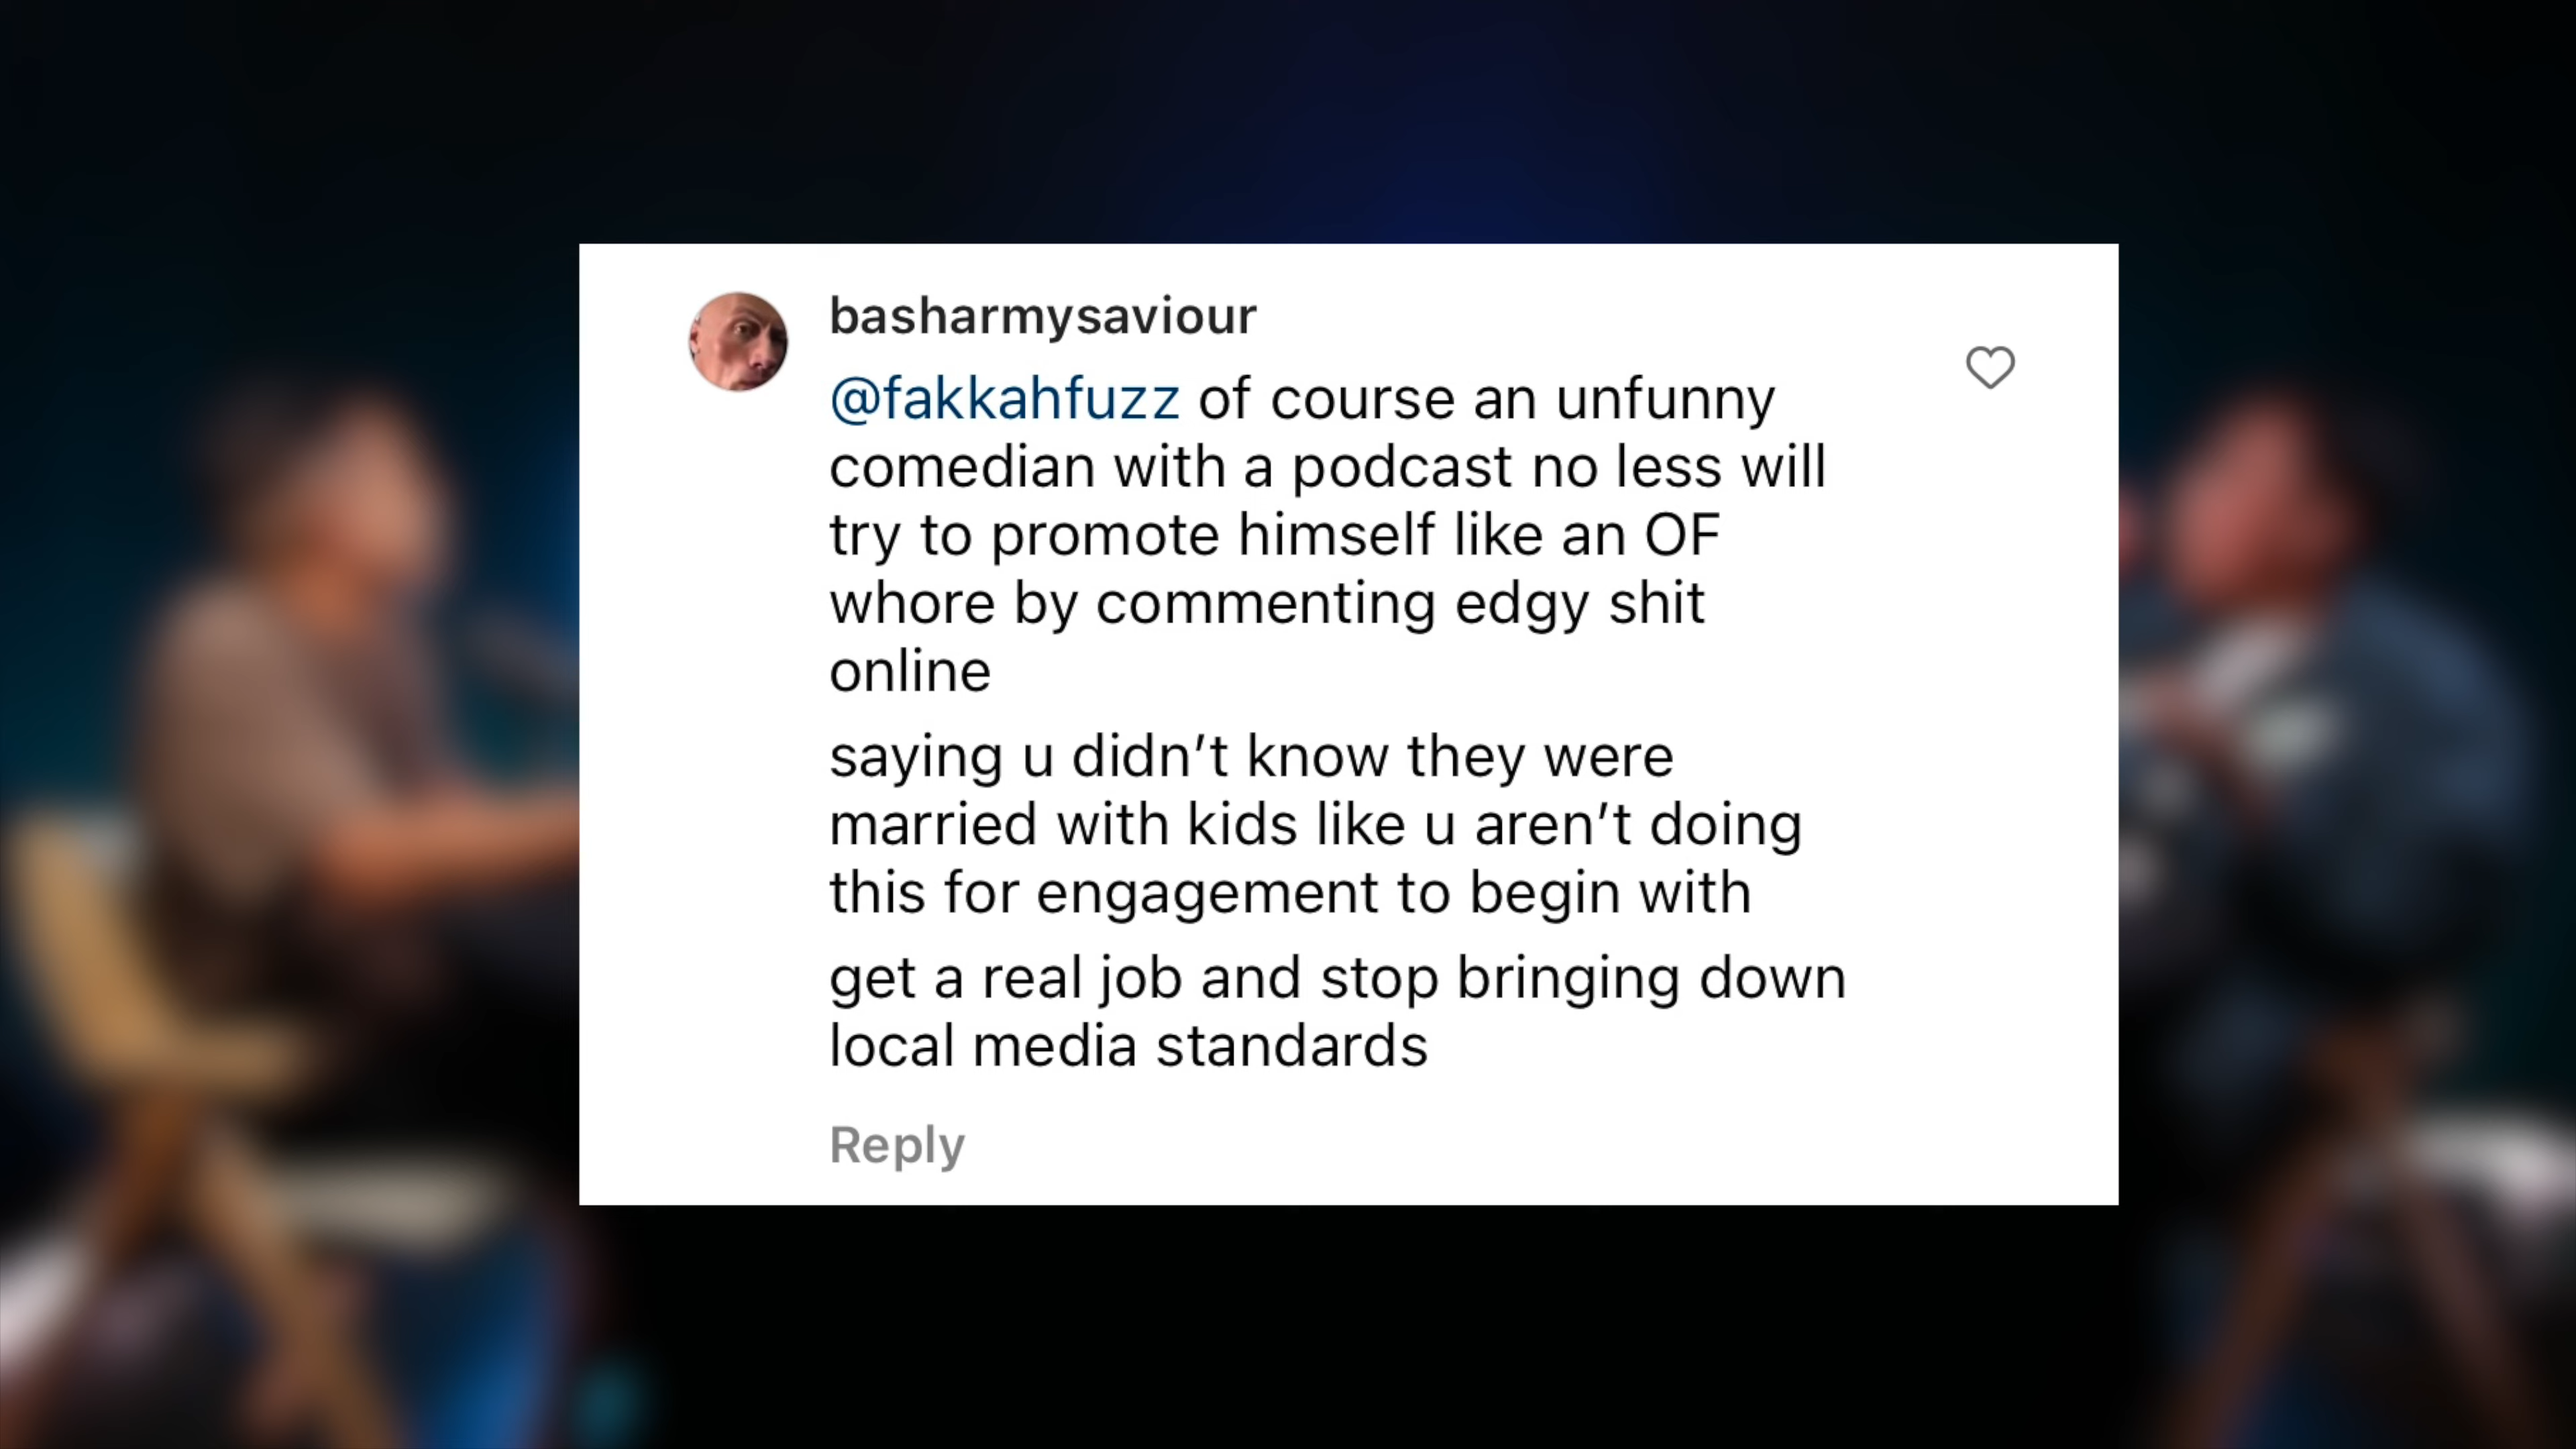 basharmysaviour
@fakkahfuzz of course an unfunny
comedian with a podcast no less will
try to promote himself like an OF
whore by commenting edgy shit
online
saying u didn’t know they were
married with kids like u aren’t doing
this for engagement to begin with
get a real job and stop bringing down
local media standards
Reply